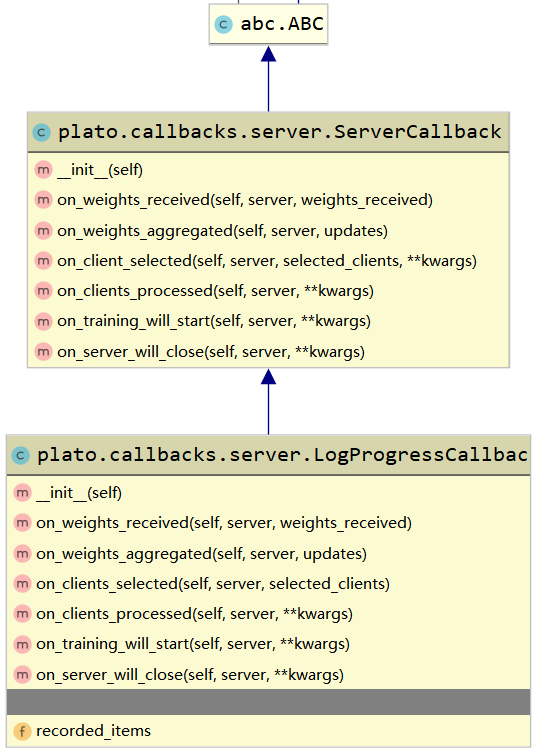 c abc.ABC
c plato.callbacks.server.ServerCallback
m __init__(self)
m on_weights_received(self, server, weights_received)
m on_weights_aggregated(self, server, updates)
m on_client_selected(self, server, selected_clients, **kwargs)
m on_clients_processed(self, server, **kwargs)
m on_training_will_start(self, server, **kwargs)
m on_server_will_close(self, server, **kwargs)
c plato.callbacks.server.LogProgressCallbac
m __init__(self)
m on_weights_received(self, server, weights_received)
m on_weights_aggregated(self, server, updates)
m on_clients_selected(self, server, selected_clients)
m on_clients_processed(self, server, **kwargs)
m on_training_will_start(self, server, **kwargs)
m on_server_will_close(self, server, **kwargs)
f recorded_items